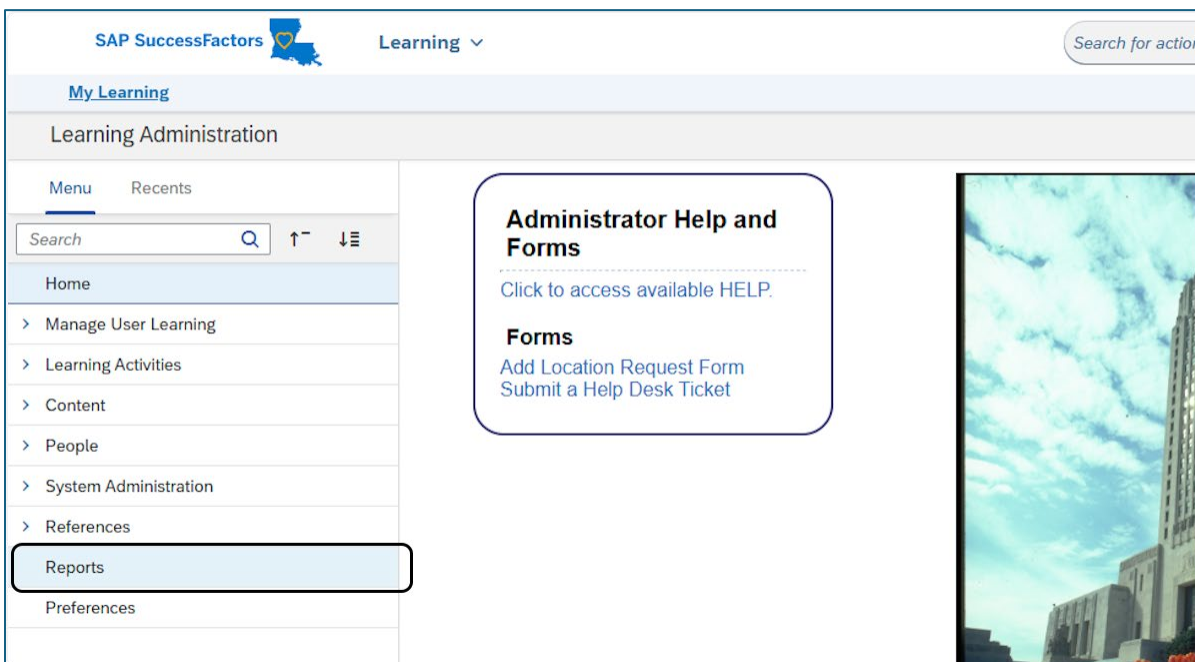 SAP SuccessFactors
Learning
Search for action
My Learning
Learning Administration
Menu
Recents
Search
Home
Manage User Learning
Learning Activities
Content
People
System Administration
References
Reports
Preferences
Administrator Help and
Forms
Click to access available HELP.
Forms
Add Location Request Form
Submit a Help Desk Ticket